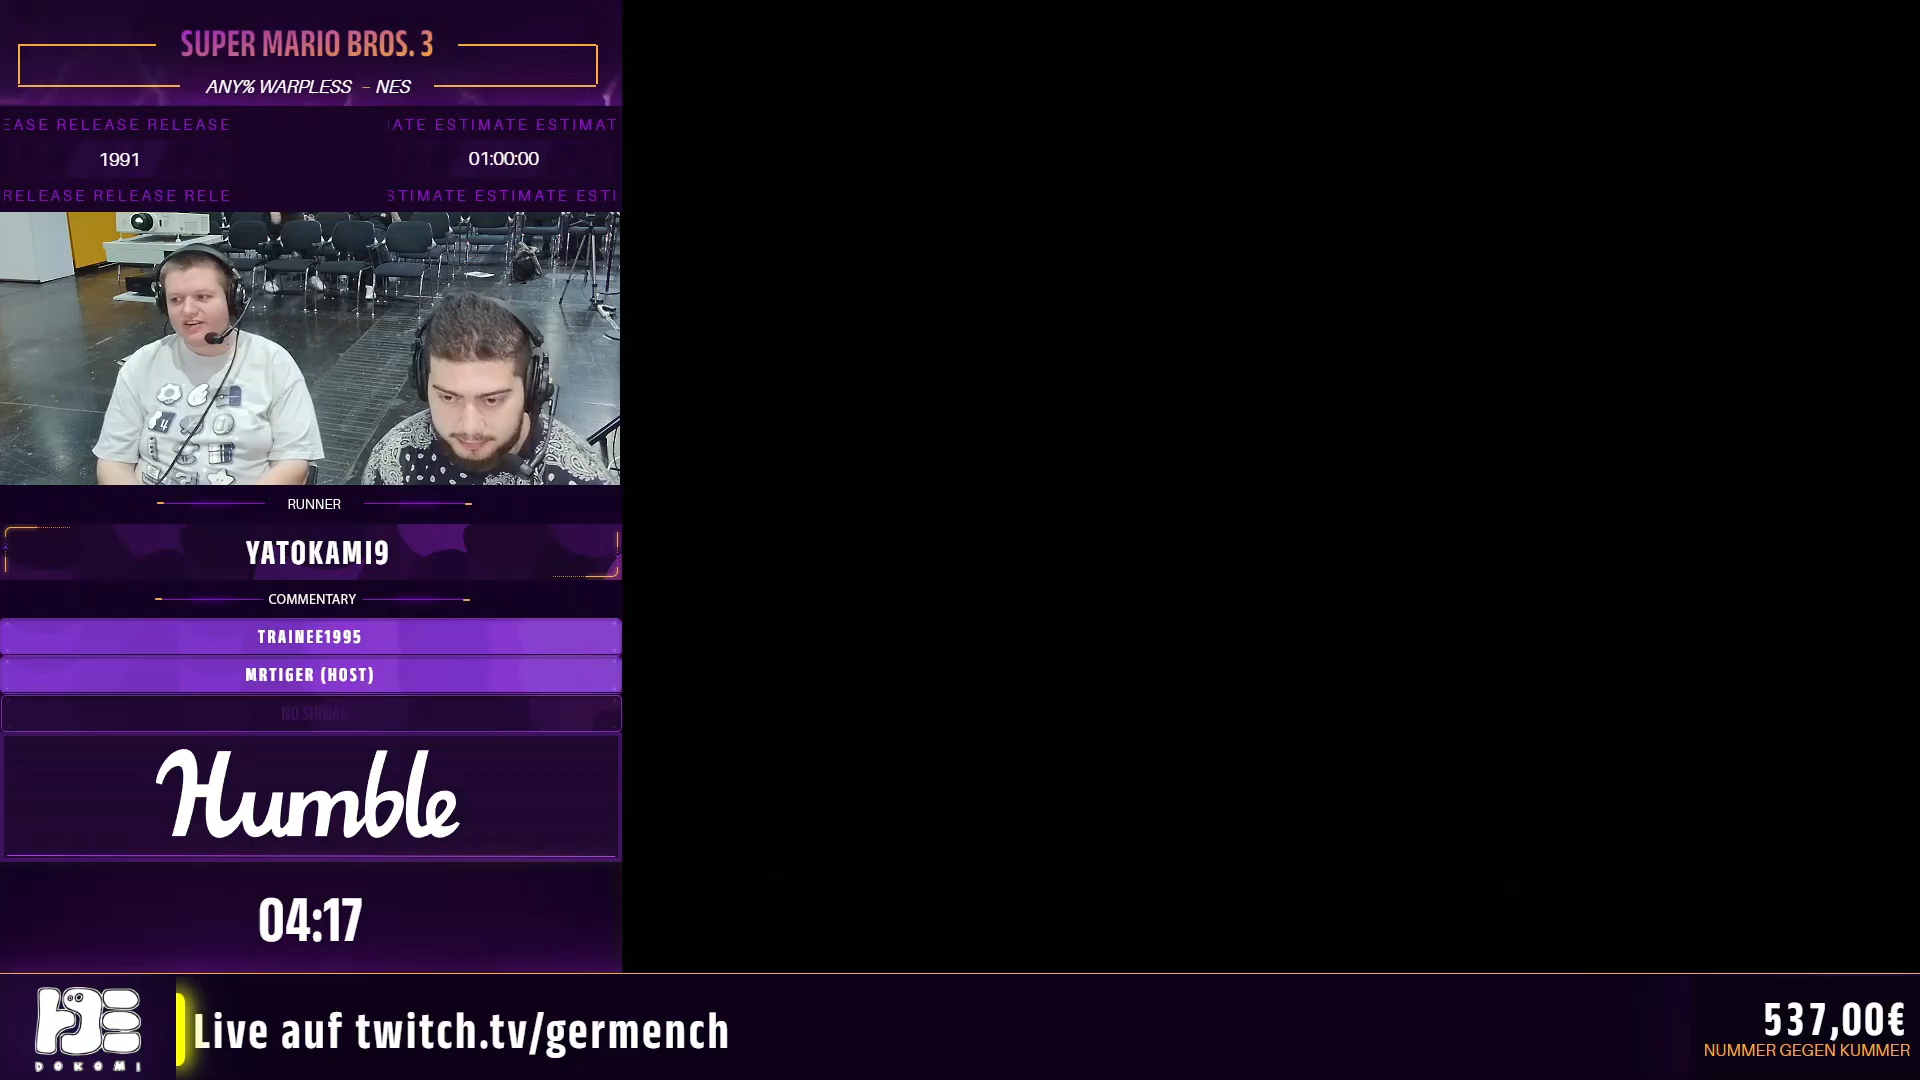 SUPER MARIO BROS. 3
ANY% WARPLESS – NES
EASE RELEASE RELEASE
1991
RELEASE RELEASE RELE
ATE ESTIMATE ESTIMAT
01:00:00
STIMATE ESTIMATE ESTI
RUNNER
YATOKAMI9
COMMENTARY
TRAINEE1995
MRTIGER (HOST)
NO SIGNAL
Humble
04:17
DOKOMI
Live auf twitch.tv/germench
537,00€
NUMMER GEGEN KUMMER